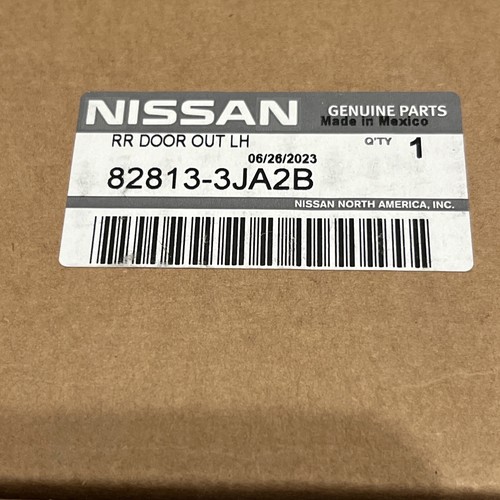 NISSAN GENUINE PARTS
Made in Mexico
RR DOOR OUT LH Q'TY 1
06/26/2023
82813-3JA2B
NISSAN NORTH AMERICA, INC.